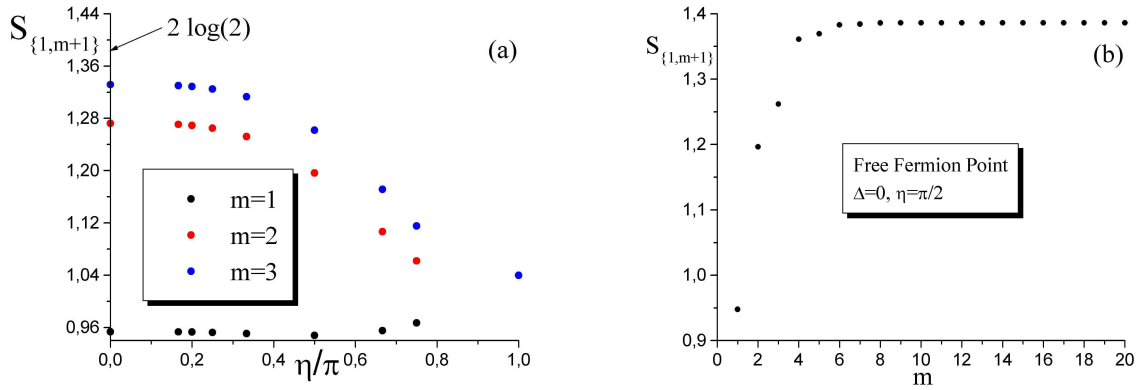 S{1,m+1}
1,44
1,36
1,28
1,20
1,12
1,04
0,96
2 log(2)
(a)
m=1
m=2
m=3
0,0
0,2
0,4
0,6
0,8
1,0
η/π
S{1,m+1}
1,4
1,3
1,2
1,1
1,0
0,9
(b)
Free Fermion Point
Δ=0, η=π/2
0
2
4
6
8
10
12
14
16
18
20
m